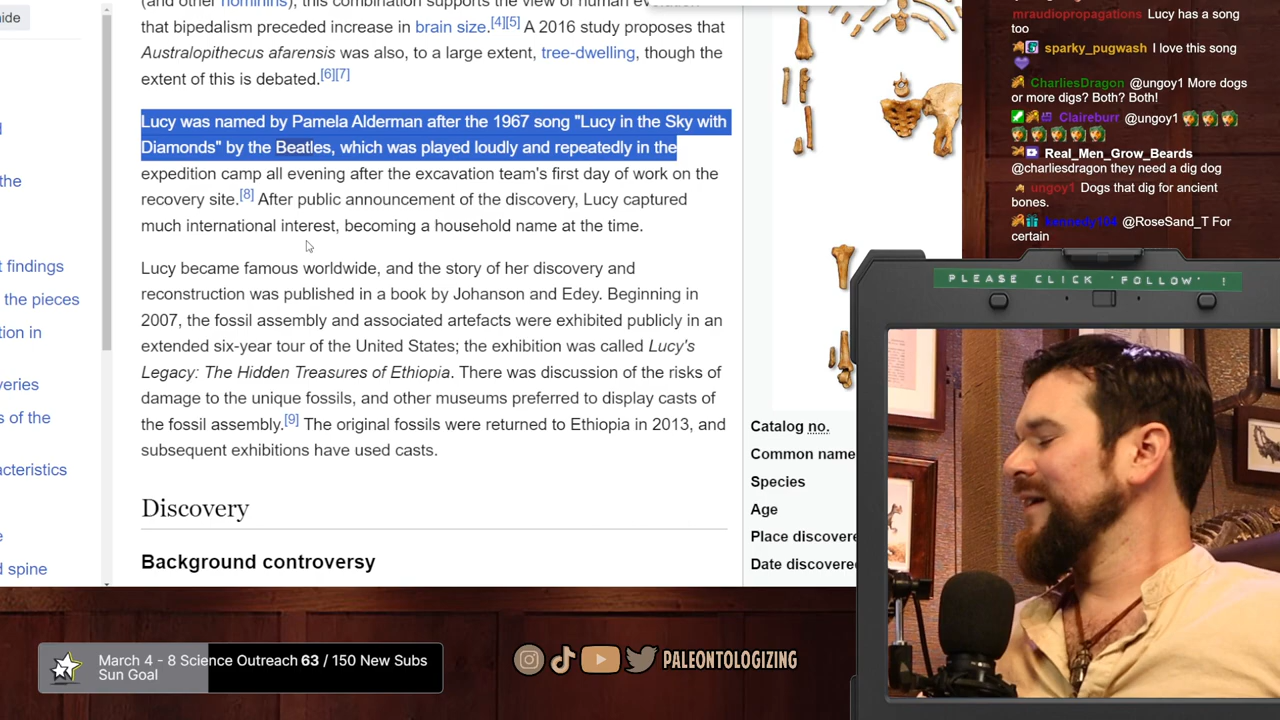 ide
(and other hominins), this combination supports the view of human
that bipedalism preceded increase in brain size.[4][5] A 2016 study proposes that
Australopithecus afarensis was also, to a large extent, tree-dwelling, though the
extent of this is debated.[6][7]
Lucy was named by Pamela Alderman after the 1967 song "Lucy in the Sky with
Diamonds" by the Beatles, which was played loudly and repeatedly in the
expedition camp all evening after the excavation team's first day of work on the
recovery site.[8] After public announcement of the discovery, Lucy captured
much international interest, becoming a household name at the time.
Lucy became famous worldwide, and the story of her discovery and
reconstruction was published in a book by Johanson and Edey. Beginning in
2007, the fossil assembly and associated artefacts were exhibited publicly in an
extended six-year tour of the United States; the exhibition was called Lucy's
Legacy: The Hidden Treasures of Ethiopia. There was discussion of the risks of
damage to the unique fossils, and other museums preferred to display casts of
the fossil assembly.[9] The original fossils were returned to Ethiopia in 2013, and
subsequent exhibitions have used casts.
Discovery
Background controversy
the
t findings
the pieces
tion in
veries
s of the
acteristics
d spine
Catalog no.
Common name
Species
Age
Place discovere
Date discovere
mraudiopropagations Lucy has a song
too
sparky_pugwash I love this song
CharliesDragon @ungoy1 More dogs
or more digs? Both? Both!
Claireburr @ungoy1
Real_Men_Grow_Beards
@charliesdragon they need a dig dog
ungoy1 Dogs that dig for ancient
bones.
kennedy104 @RoseSand_T For
certain
PLEASE CLICK 'FOLLOW' !
March 4 - 8 Science Outreach 63 / 150 New Subs
Sun Goal
PALEONTOLOGIZING